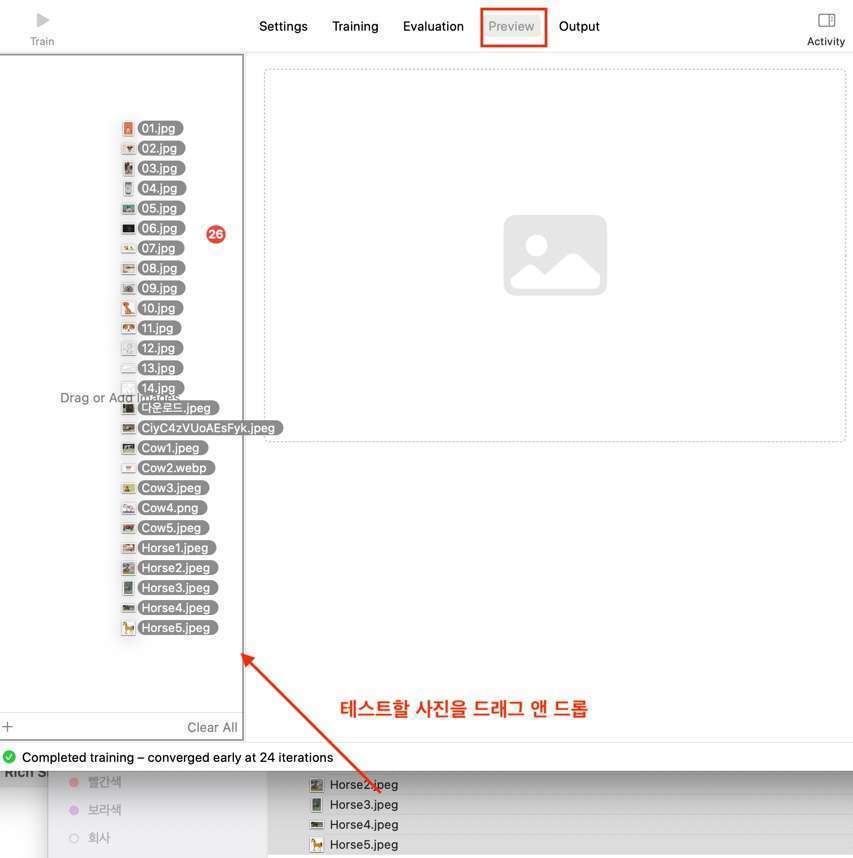 Settings Training Evaluation Preview Output
Train
Activity
01.jpg
02.jpg
03.jpg
04.jpg
05.jpg
06.jpg
26
07.jpg
08.jpg
09.jpg
10.jpg
11.jpg
12.jpg
13.jpg
14.jpg
Drag or Add Images
다운로드.jpeg
CiyC4zVUoAEsFyk.jpeg
Cow1.jpeg
Cow2.webp
Cow3.jpeg
Cow4.png
Cow5.jpeg
Horse1.jpeg
Horse2.jpeg
Horse3.jpeg
Horse4.jpeg
Horse5.jpeg
테스트할 사진을 드래그 앤 드롭
+ Clear All
Completed training – converged early at 24 iterations
빨간색
Horse2.jpeg
Horse3.jpeg
보라색
Horse4.jpeg
회사
Horse5.jpeg